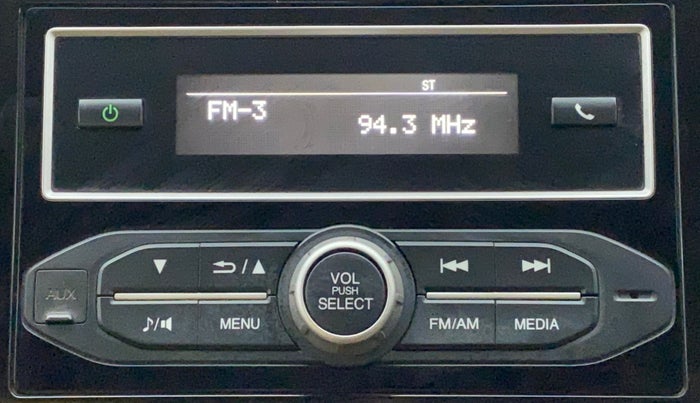 ST
FM-3
94.3 MHz
VOL
PUSH
SELECT
AUX
MENU
FM/AM
MEDIA